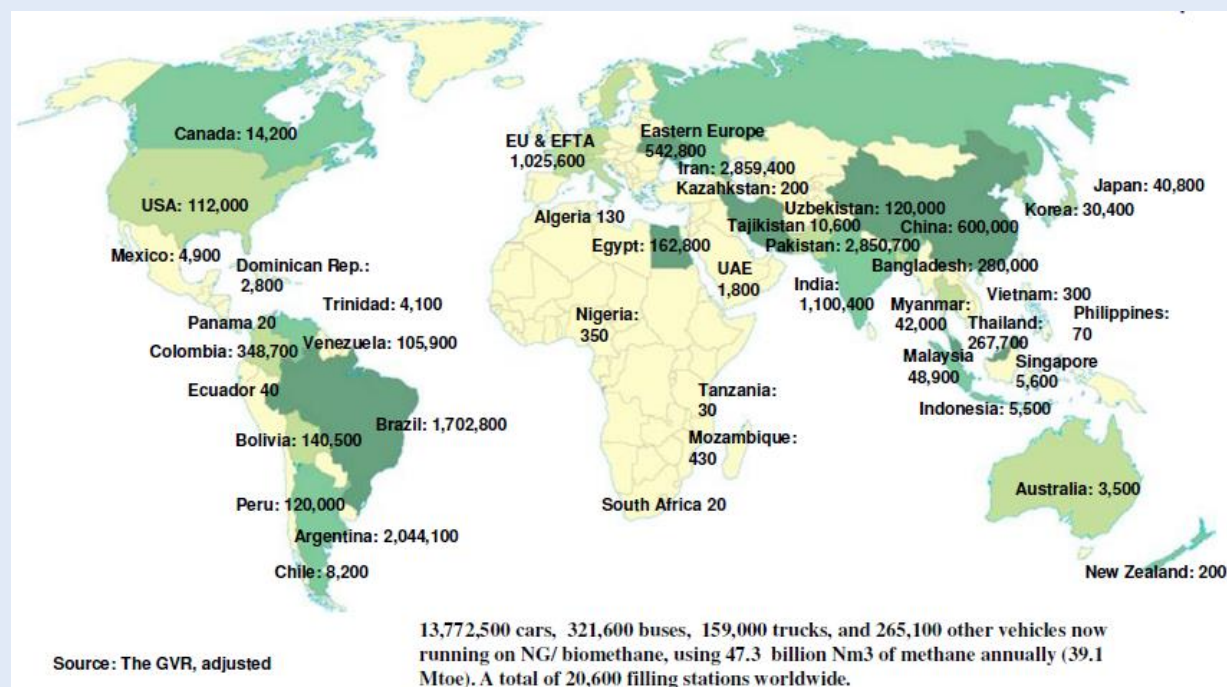 Canada: 14,200
USA: 112,000
Mexico: 4,900
Dominican Rep.:
2,800
Trinidad: 4,100
Panama 20
Venezuela: 105,900
Colombia: 348,700
Ecuador 40
Brazil: 1,702,800
Bolivia: 140,500
Peru: 120,000
Argentina: 2,044,100
Chile: 8,200
EU & EFTA
1,025,600
Eastern Europe
542,800
Iran: 2,859,400
Kazahkstan: 200
Uzbekistan: 120,000
Tajikistan 10,600
China: 600,000
Japan: 40,800
Korea: 30,400
Algeria 130
Egypt: 162,800
Pakistan: 2,850,700
UAE
1,800
Bangladesh: 280,000
India:
1,100,400
Myanmar:
42,000
Vietnam: 300
Thailand:
267,700
Philippines:
70
Nigeria:
350
Malaysia
48,900
Singapore
5,600
Indonesia: 5,500
Tanzania:
30
Mozambique:
430
South Africa 20
Australia: 3,500
New Zealand: 200
13,772,500 cars, 321,600 buses, 159,000 trucks, and 265,100 other vehicles now
running on NG/ biomethane, using 47.3 billion Nm3 of methane annually (39.1
Mtoe). A total of 20,600 filling stations worldwide.
Source: The GVR, adjusted